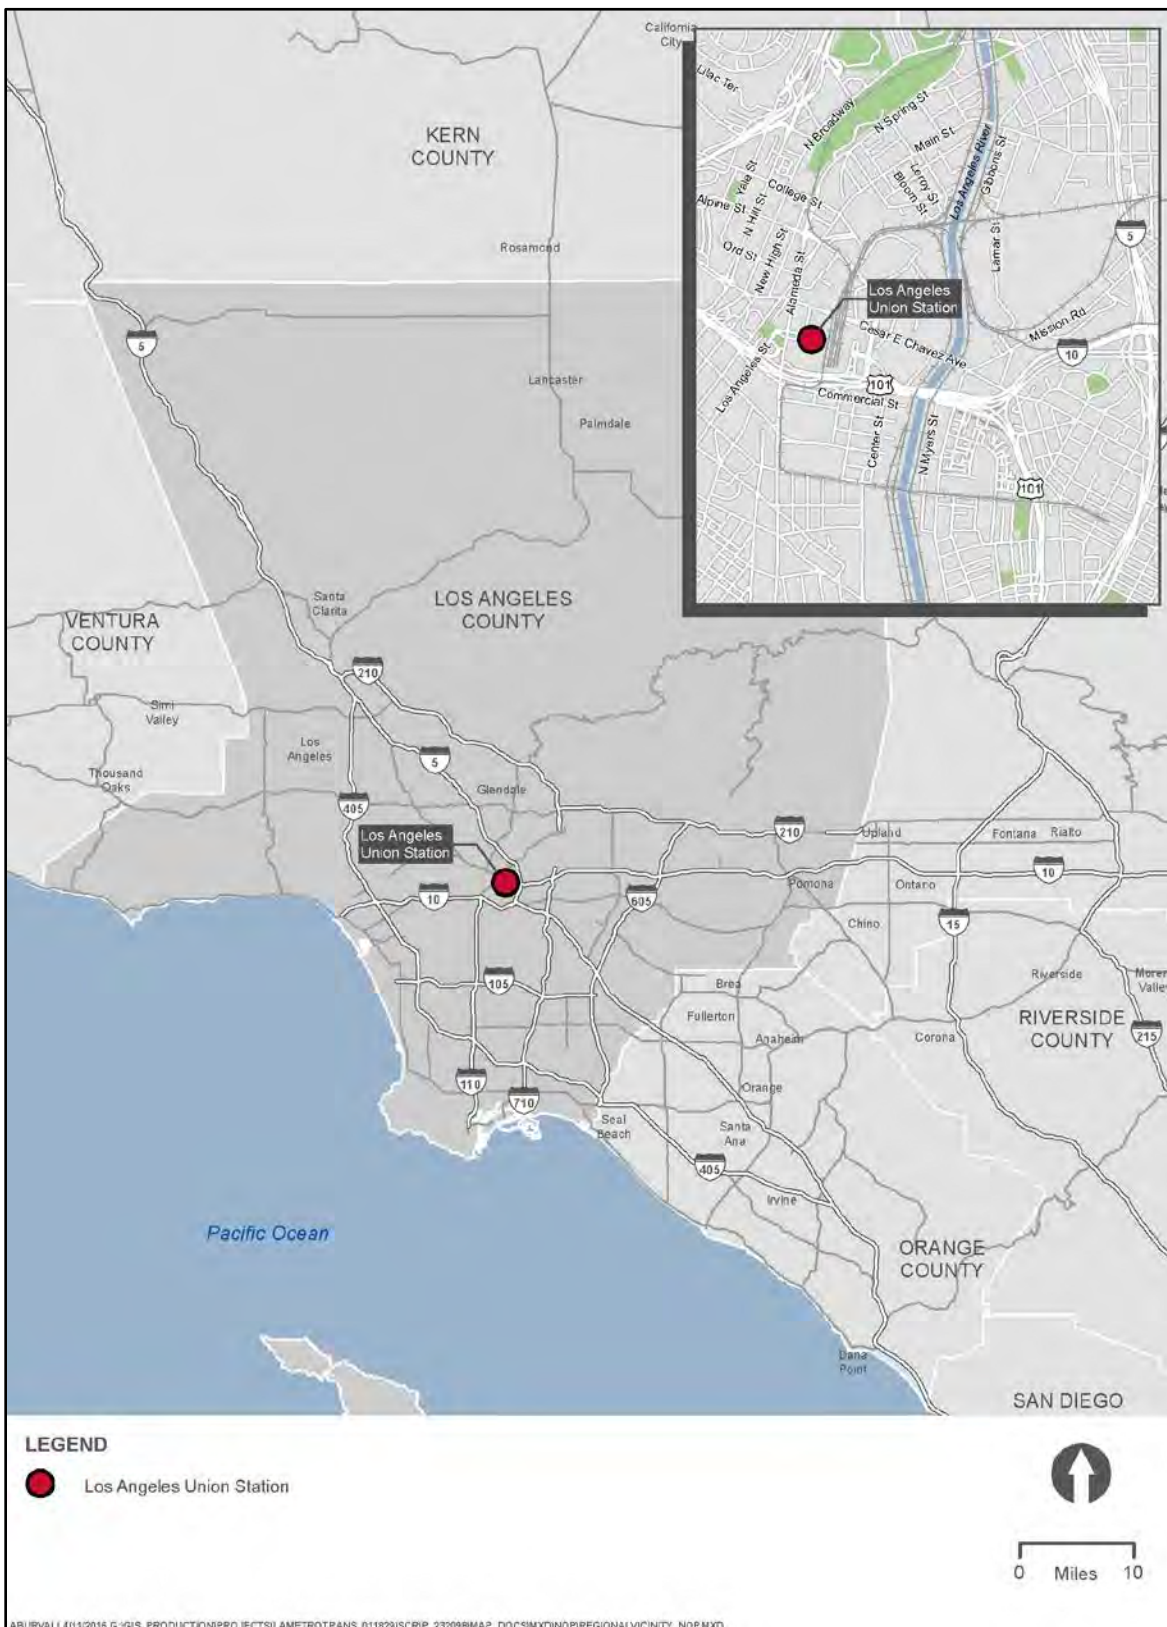 California
City
KERN
COUNTY
Rosamond
Lancaster
Palmdale
5
Santa
Clarita
LOS ANGELES
COUNTY
VENTURA
COUNTY
210
Simi
Valley
Los
Angeles
5
Thousand
Oaks
Glendale
405
Los Angeles
Union Station
210
Upland
Fontana
Rialto
10
605
Pomona
Ontario
10
Chino
15
105
Brea
Riverside
Valley
Fullerton
RIVERSIDE
COUNTY
Anaheim
Corona
215
110
710
Orange
Seal
Beach
Santa
Ana
405
Irvine
Pacific Ocean
ORANGE
COUNTY
Dana
Point
SAN DIEGO
Lilac Ter
N Broadway
N Spring St
Main St
Los Angeles River
Gibbons St
Leroy St
Bloom St
Yale St
College St
Alpine St
N Hill St
Ord St
New High St
Alameda St
Lamar St
5
Los Angeles
Union Station
Mission Rd
Cesar E Chavez Ave
10
Los Angeles St
101
Commercial St
Center St
N Myers St
101
LEGEND
Los Angeles Union Station
0 Miles 10